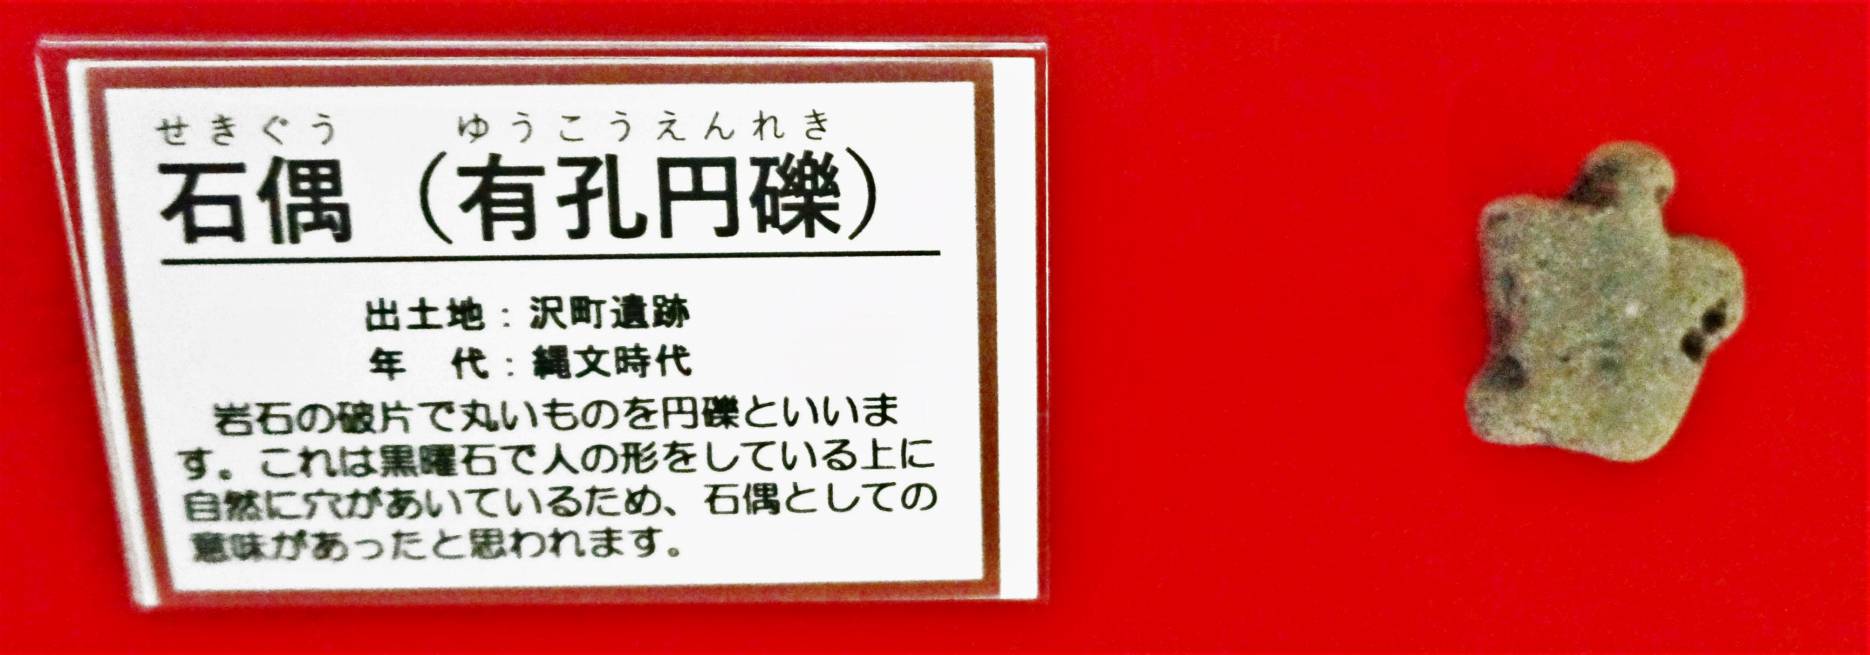 せきぐう　ゆうこうえんれき
石偶（有孔円礫）
出土地：沢町遺跡
年　代：縄文時代
岩石の破片で丸いものを円礫といいま
す。これは黒曜石で人の形をしている上に
自然に穴があいているため、石偶としての
意味があったと思われます。